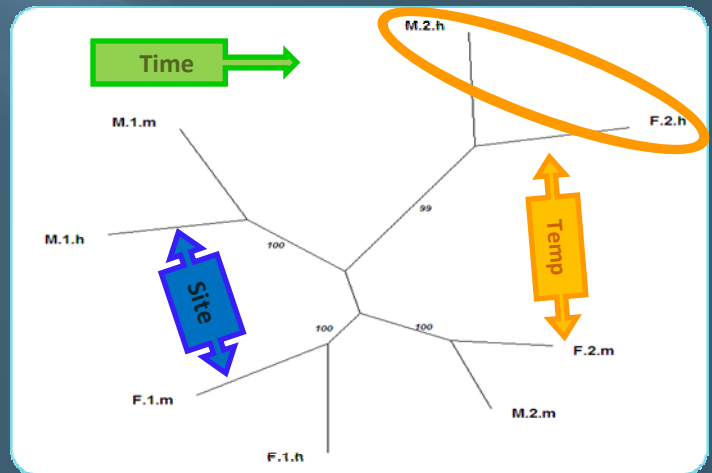 M.2.h
Time
M.1.m
F.2.h
99
M.1.h
100
Temp
Site
100
100
F.2.m
F.1.m
M.2.m
F.1.h